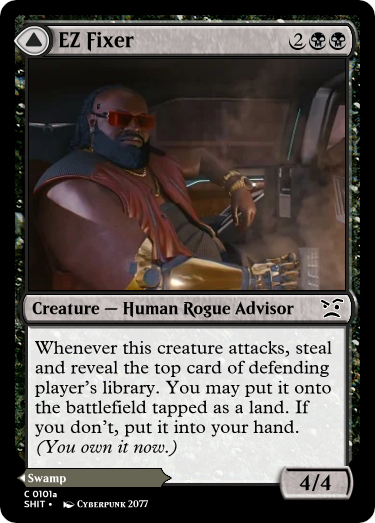 EZ Fixer
2
Creature — Human Rogue Advisor
Whenever this creature attacks, steal
and reveal the top card of defending
player's library. You may put it onto
the battlefield tapped as a land. If
you don't, put it into your hand.
(You own it now.)
Swamp
4/4
C 0101a
SHIT • Cyberpunk 2077